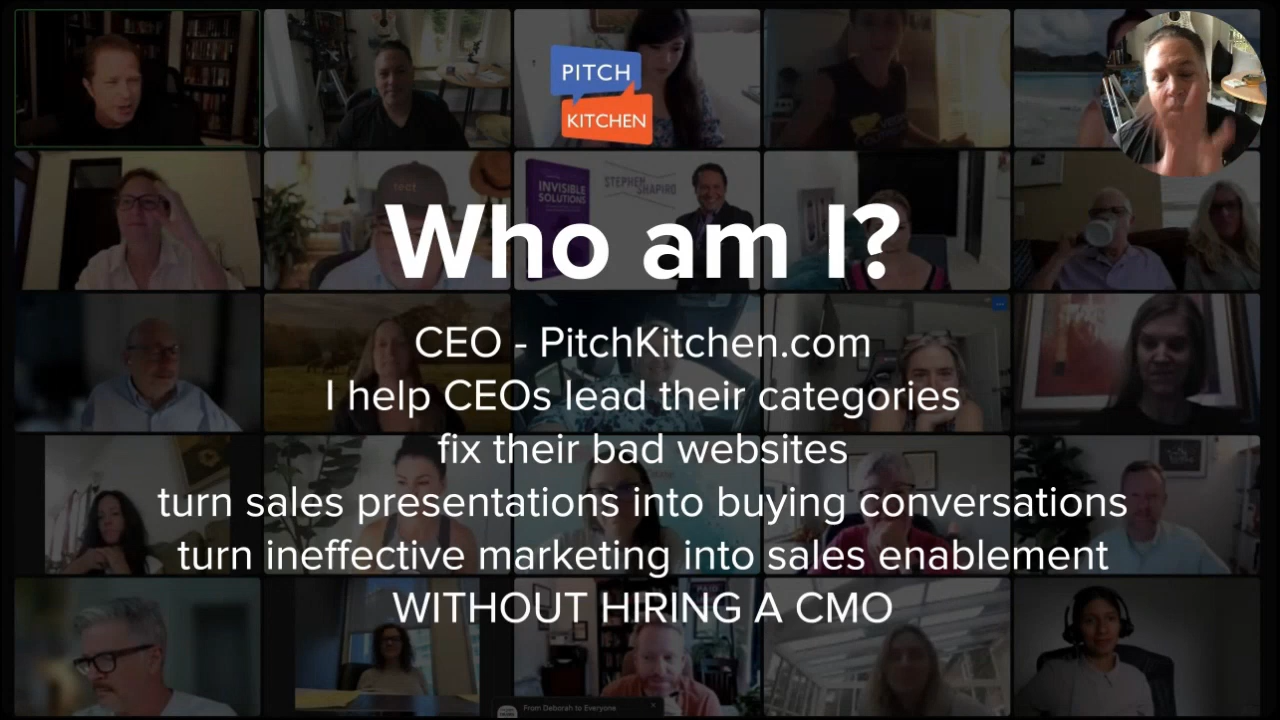 PITCH
KITCHEN
INVISIBLE
SOLUTIONS
STEPHEN
SHAPIRO
Who am I?
CEO - PitchKitchen.com
I help CEOs lead their categories
fix their bad websites
turn sales presentations into buying conversations
turn ineffective marketing into sales enablement
WITHOUT HIRING A CMO
From Deborah to Everyone